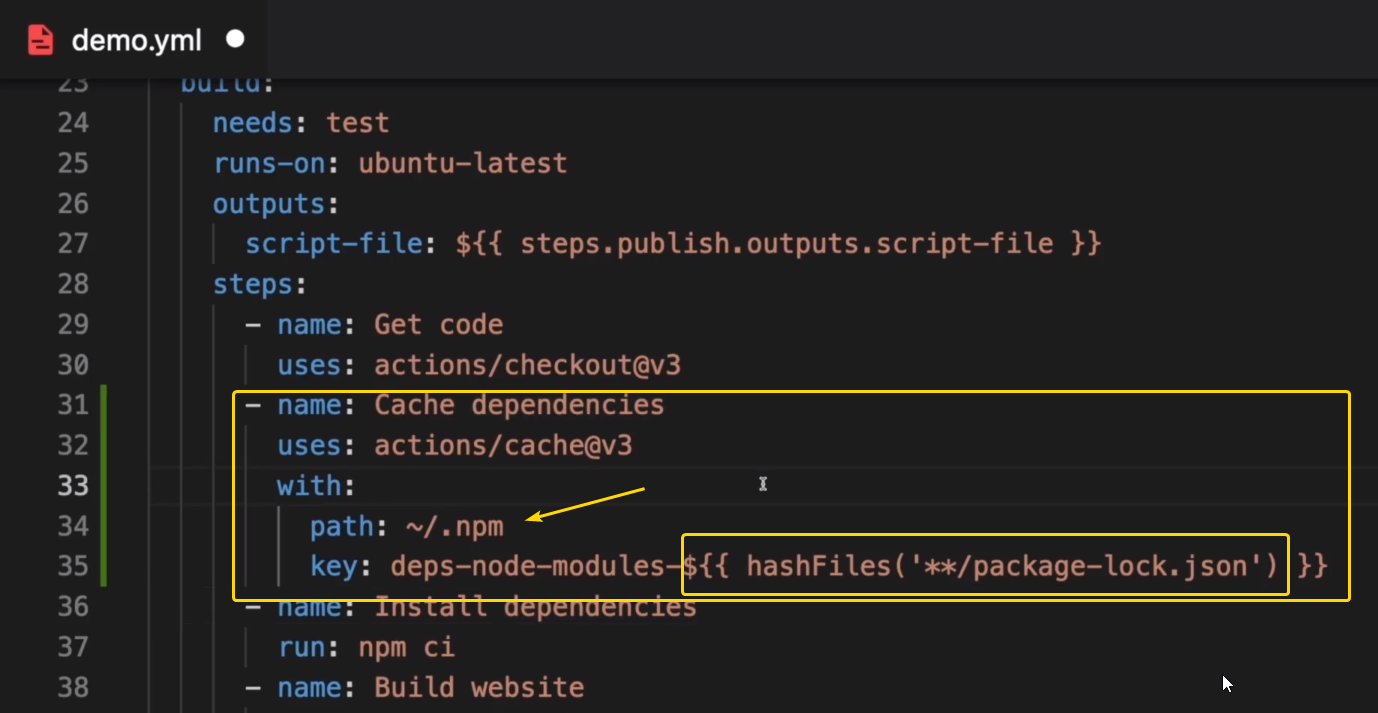 demo.yml
23 build:
24 needs: test
25 runs-on: ubuntu-latest
26 outputs:
27 script-file: ${{ steps.publish.outputs.script-file }}
28 steps:
29 - name: Get code
30 uses: actions/checkout@v3
31 - name: Cache dependencies
32 uses: actions/cache@v3
33 with:
34 path: ~/.npm
35 key: deps-node-modules-${{ hashFiles('**/package-lock.json') }}
36 - name: Install dependencies
37 run: npm ci
38 - name: Build website